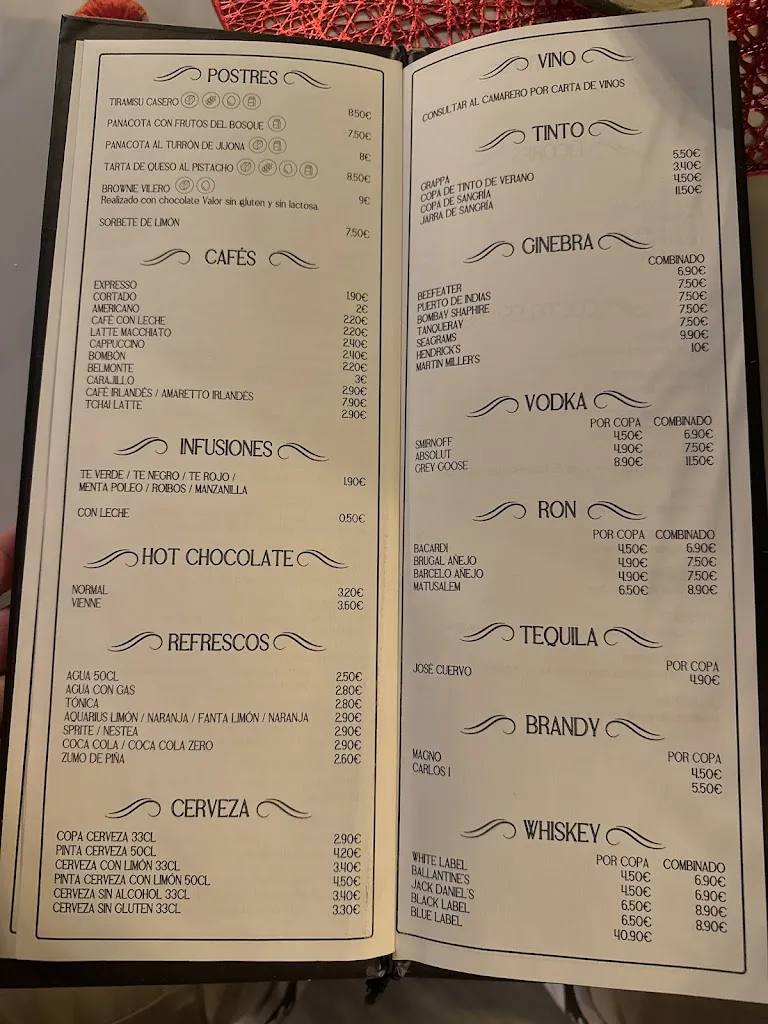 POSTRES
TIRAMISU CASERO 8.50€
PANACOTA CON FRUTOS DEL BOSQUE 7.50€
PANACOTA AL TURRÓN DE JIJONA 8€
TARTA DE QUESO AL PISTACHO 8.50€
BROWNIE VILERO
Realizado con chocolate Valor sin gluten y sin lactosa. 9€
SORBETE DE LIMÓN 7.50€
CAFÉS
EXPRESSO 1.90€
CORTADO 2€
AMERICANO 2.20€
CAFÉ CON LECHE 2.20€
LATTE MACCHIATO 2.40€
CAPPUCCINO 2.40€
BOMBÓN 2.20€
BELMONTE 3€
CARAJILLO 2.90€
CAFÉ IRLANDÉS / AMARETTO IRLANDÉS 7.90€
TCHAI LATTE 2.90€
INFUSIONES
TE VERDE / TE NEGRO / TE ROJO /
MENTA POLEO / ROIBOS / MANZANILLA 1.90€
CON LECHE 0.50€
HOT CHOCOLATE
NORMAL 3.20€
VIENNE 3.60€
REFRESCOS
AGUA 50CL 2.50€
AGUA CON GAS 2.80€
TÓNICA 2.80€
AQUARIUS LIMÓN / NARANJA / FANTA LIMÓN / NARANJA 2.90€
SPRITE / NESTEA 2.90€
COCA COLA / COCA COLA ZERO 2.90€
ZUMO DE PIÑA 2.60€
CERVEZA
COPA CERVEZA 33CL 2.90€
PINTA CERVEZA 50CL 4.20€
CERVEZA CON LIMÓN 33CL 3.40€
PINTA CERVEZA CON LIMÓN 50CL 4.50€
CERVEZA SIN ALCOHOL 33CL 3.40€
CERVEZA SIN GLUTEN 33CL 3.30€
VINO
CONSULTAR AL CAMARERO POR CARTA DE VINOS
TINTO
GRAPPA 5.50€
COPA DE TINTO DE VERANO 3.40€
COPA DE SANGRÍA 4.50€
JARRA DE SANGRÍA 11.50€
GINEBRA
COMBINADO
BEEFEATER 6.90€
PUERTO DE INDIAS 7.50€
BOMBAY SHAPHIRE 7.50€
TANQUERAY 7.50€
SEAGRAMS 7.50€
HENDRICK'S 9.90€
MARTIN MILLER'S 10€
VODKA
POR COPA COMBINADO
SMIRNOFF 4.50€ 6.90€
ABSOLUT 4.90€ 7.50€
GREY GOOSE 8.90€ 11.50€
RON
POR COPA COMBINADO
BACARDI 4.50€ 6.90€
BRUGAL AÑEJO 4.90€ 7.50€
BARCELO AÑEJO 4.90€ 7.50€
MATUSALEM 6.50€ 8.90€
TEQUILA
POR COPA
JOSÉ CUERVO 4.90€
BRANDY
POR COPA
MAGNO 4.50€
CARLOS I 5.50€
WHISKEY
POR COPA COMBINADO
WHITE LABEL 4.50€ 6.90€
BALLANTINE'S 4.50€ 6.90€
JACK DANIEL'S 6.50€ 8.90€
BLACK LABEL 6.50€ 8.90€
BLUE LABEL 40.90€